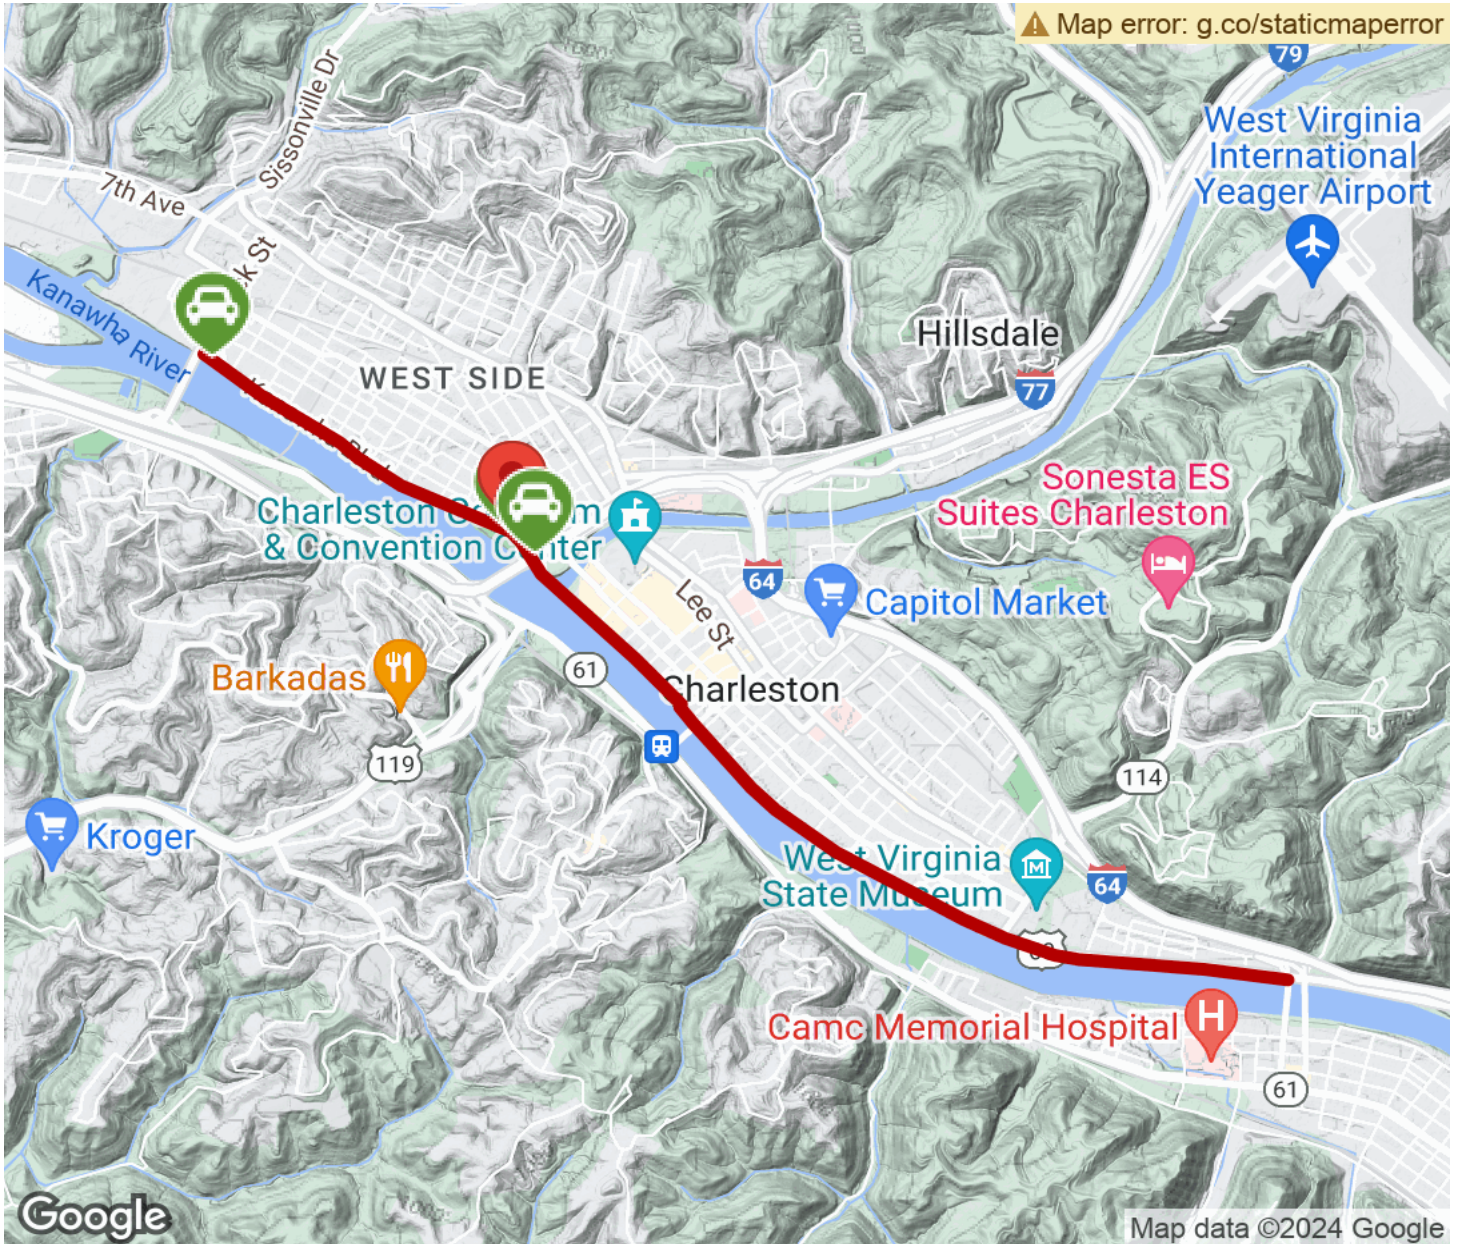 Map error: g.co/staticmaperror
79
West Virginia
International
Yeager Airport
Sissonville Dr
7th Ave
Kanawha River
Hillsdale
77
WEST SIDE
Sonesta ES
Suites Charleston
Charleston
& Convention Center
64
Capitol Market
Lee St
61
Barkadas
Charleston
119
114
Kroger
West Virginia
State Museum
64
Camc Memorial Hospital
H
61
Google
Map data ©2024 Google